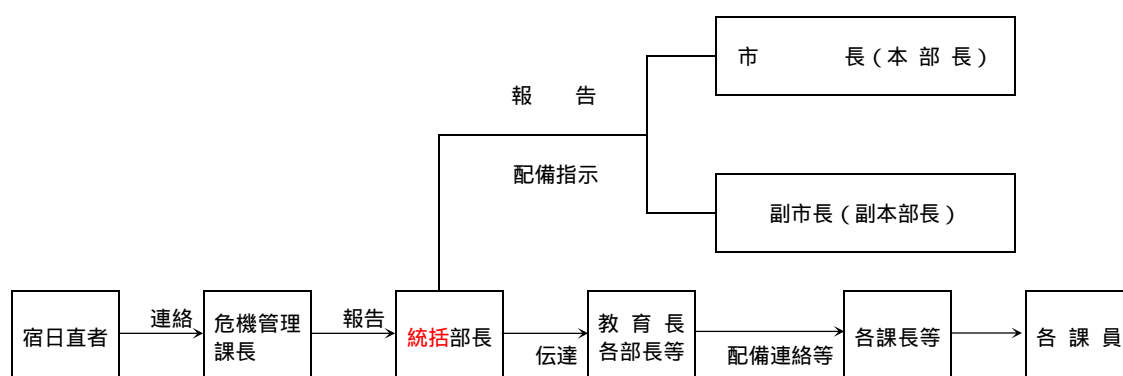 市　　　　長（本 部 長）
報　　告
配備指示
副市長（副本部長）
宿日直者
連絡
危機管理
課長
報告
統括部長
伝達
教 育 長
各部長等
配備連絡等
各課長等
各 課 員